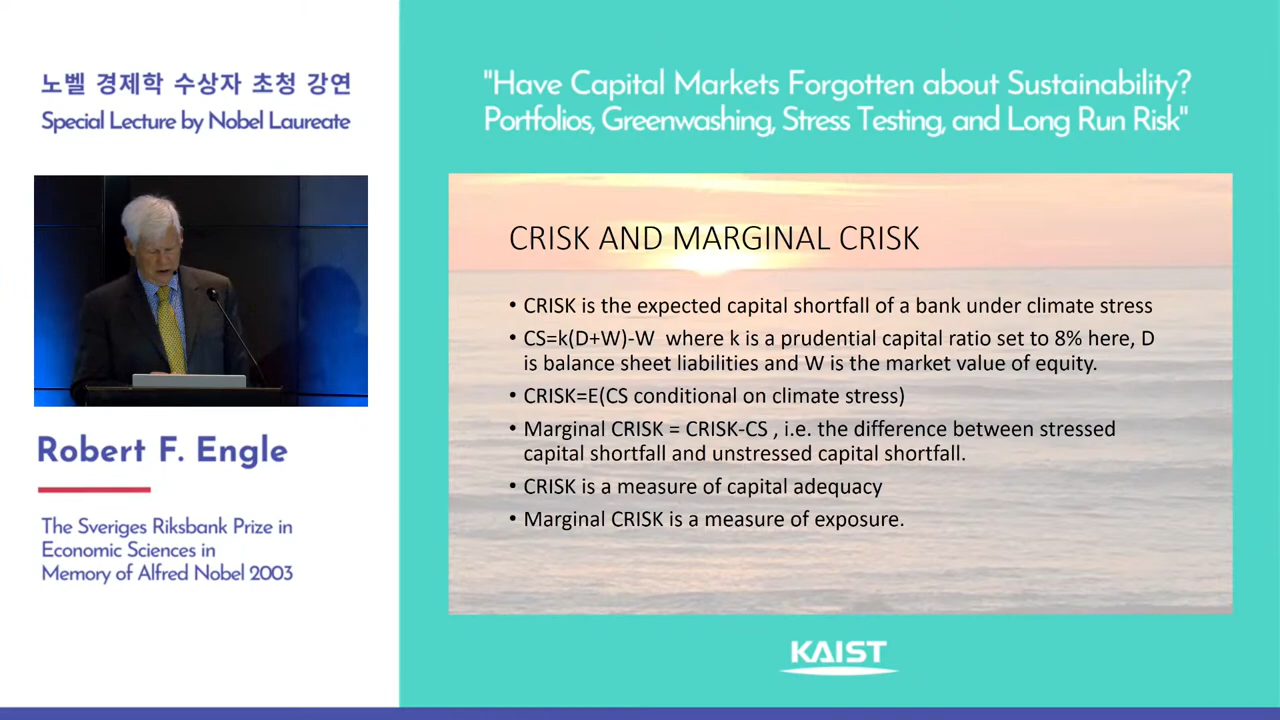 노벨 경제학 수상자 초청 강연
Special Lecture by Nobel Laureate
Robert F. Engle
The Sveriges Riksbank Prize in
Economic Sciences in
Memory of Alfred Nobel 2003
"Have Capital Markets Forgotten about Sustainability?
Portfolios, Greenwashing, Stress Testing, and Long Run Risk"
CRISK AND MARGINAL CRISK
• CRISK is the expected capital shortfall of a bank under climate stress
• CS=k(D+W)-W where k is a prudential capital ratio set to 8% here, D
is balance sheet liabilities and W is the market value of equity.
• CRISK=E(CS conditional on climate stress)
• Marginal CRISK = CRISK-CS , i.e. the difference between stressed
capital shortfall and unstressed capital shortfall.
• CRISK is a measure of capital adequacy
• Marginal CRISK is a measure of exposure.
KAIST